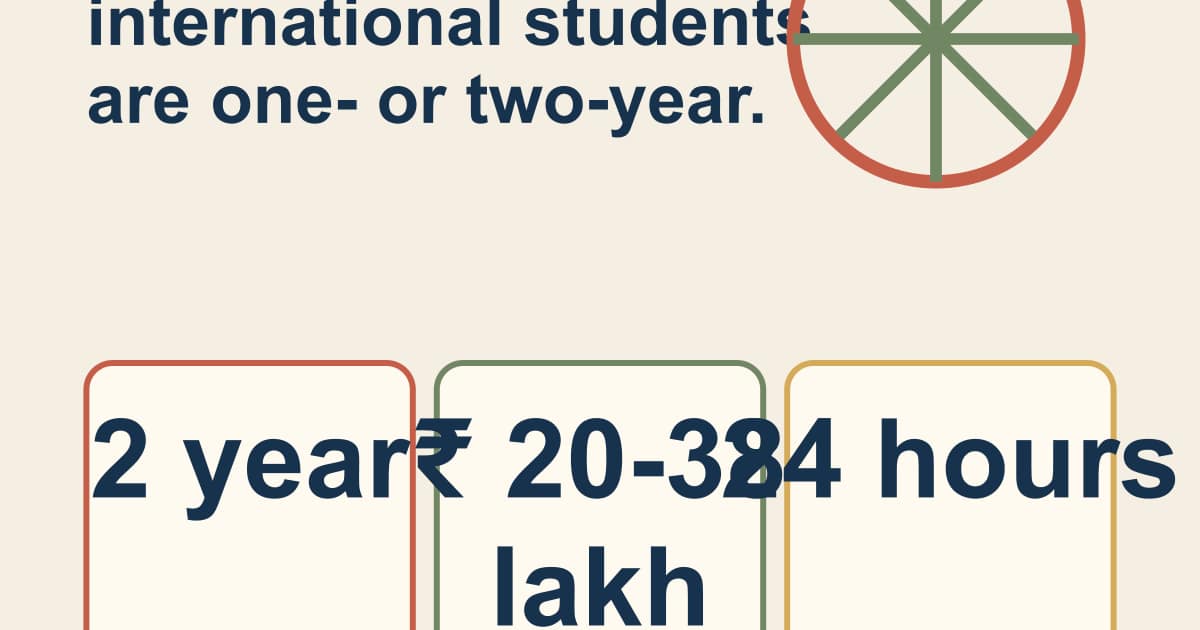 international students
are one- or two-year.
2 year
₹
24 hours
lakh